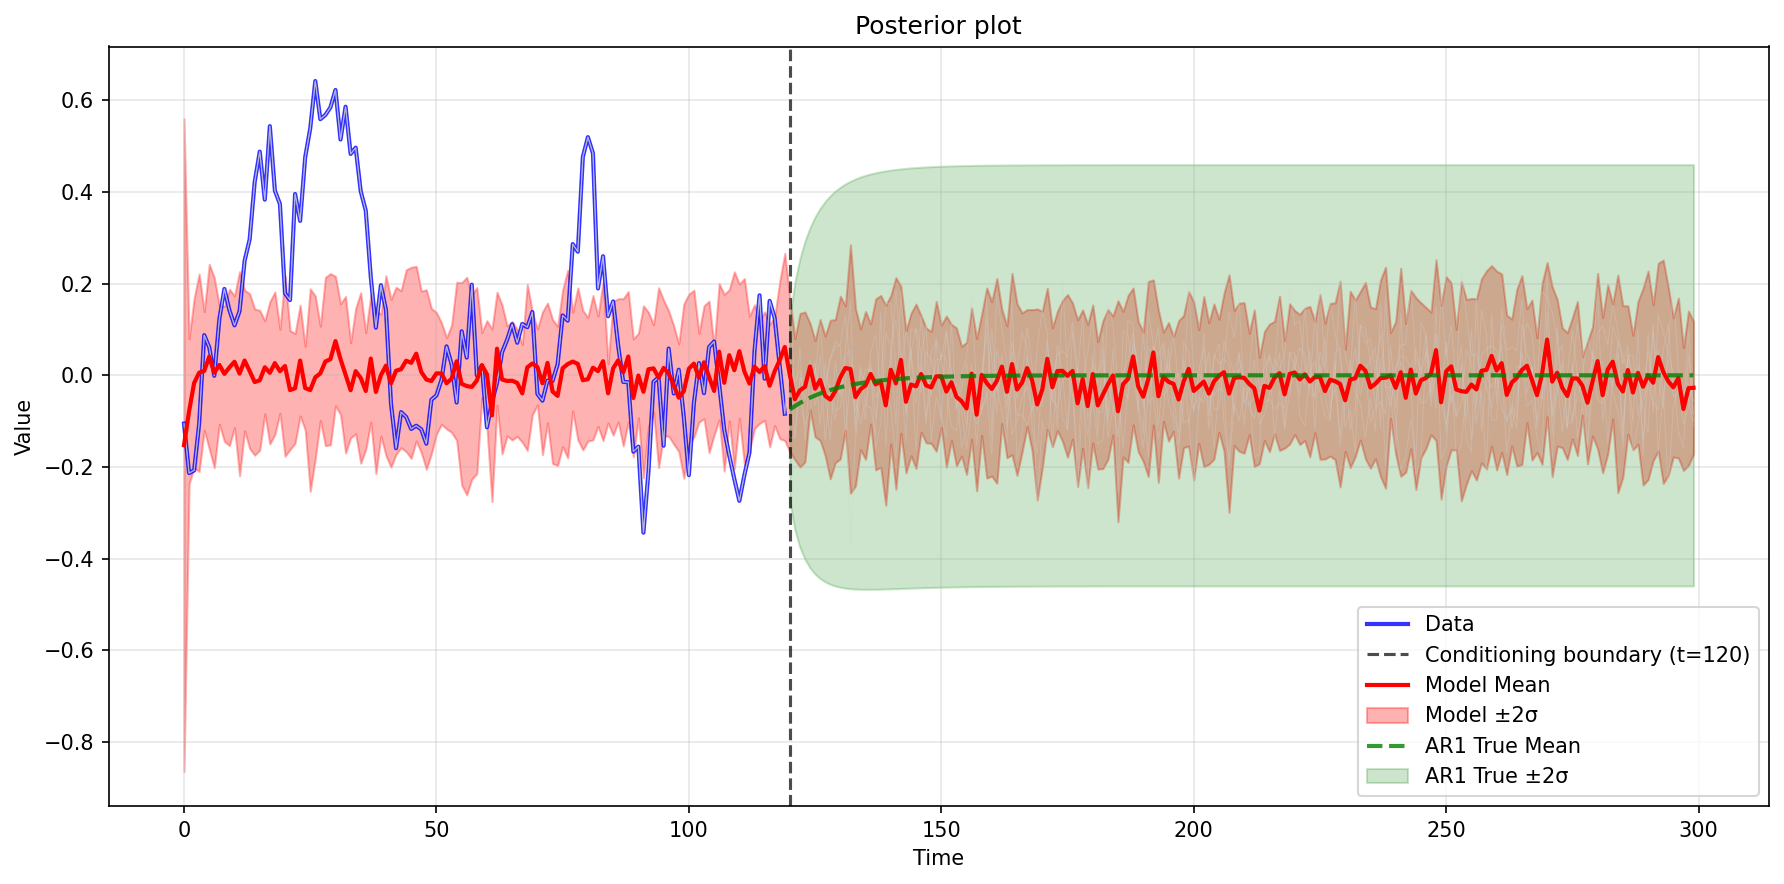 Posterior plot
Value
0.6
0.4
0.2
0.0
−0.2
−0.4
−0.6
−0.8
0 50 100 150 200 250 300
Time
Data
Conditioning boundary (t=120)
Model Mean
Model ±2σ
AR1 True Mean
AR1 True ±2σ